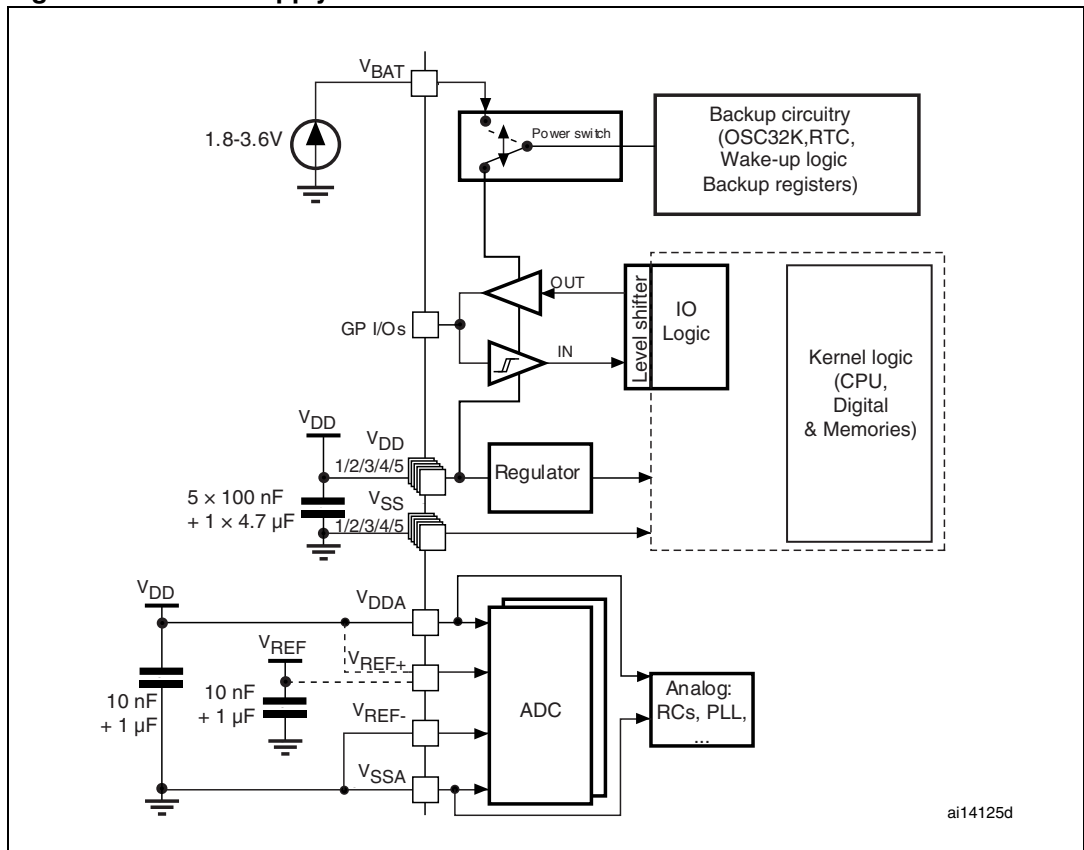 VBAT
1.8-3.6V
Power switch
Backup circuitry
(OSC32K,RTC,
Wake-up logic
Backup registers)
OUT
GP I/Os
IN
Level shifter
IO
Logic
Kernel logic
(CPU,
Digital
& Memories)
VDD
VDD
1/2/3/4/5
Regulator
5 × 100 nF
+ 1 × 4.7 µF
VSS
1/2/3/4/5
VDD
VDDA
VREF
VREF+
10 nF
+ 1 µF
10 nF
+ 1 µF
VREF-
ADC
Analog:
RCs, PLL,
...
VSSA
ai14125d